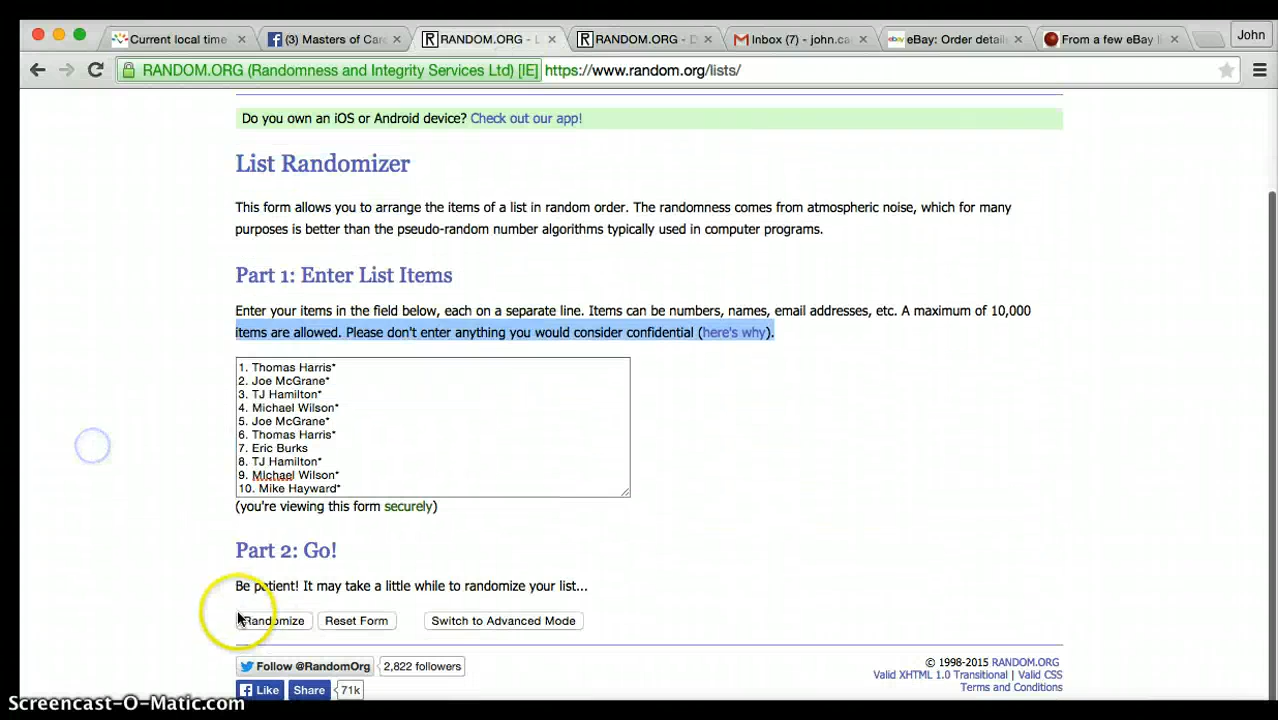 Current local time
(3) Masters of Car
RANDOM.ORG - L
RANDOM.ORG - D
Inbox (7) - john.ca
eBay: Order detail
From a few eBay l
John
RANDOM.ORG (Randomness and Integrity Services Ltd) [IE] https://www.random.org/lists/
Do you own an iOS or Android device? Check out our app!
List Randomizer
This form allows you to arrange the items of a list in random order. The randomness comes from atmospheric noise, which for many
purposes is better than the pseudo-random number algorithms typically used in computer programs.
Part 1: Enter List Items
Enter your items in the field below, each on a separate line. Items can be numbers, names, email addresses, etc. A maximum of 10,000
items are allowed. Please don't enter anything you would consider confidential (here's why).
1. Thomas Harris*
2. Joe McGrane*
3. TJ Hamilton*
4. Michael Wilson*
5. Joe McGrane*
6. Thomas Harris*
7. Eric Burks
8. TJ Hamilton*
9. MIchael Wilson*
10. Mike Hayward*
(you're viewing this form securely)
Part 2: Go!
Be patient! It may take a little while to randomize your list...
Randomize Reset Form Switch to Advanced Mode
Follow @RandomOrg 2,822 followers
Like Share 71k
© 1998-2015 RANDOM.ORG
Valid XHTML 1.0 Transitional | Valid CSS
Terms and Conditions
Screencast-O-Matic.com